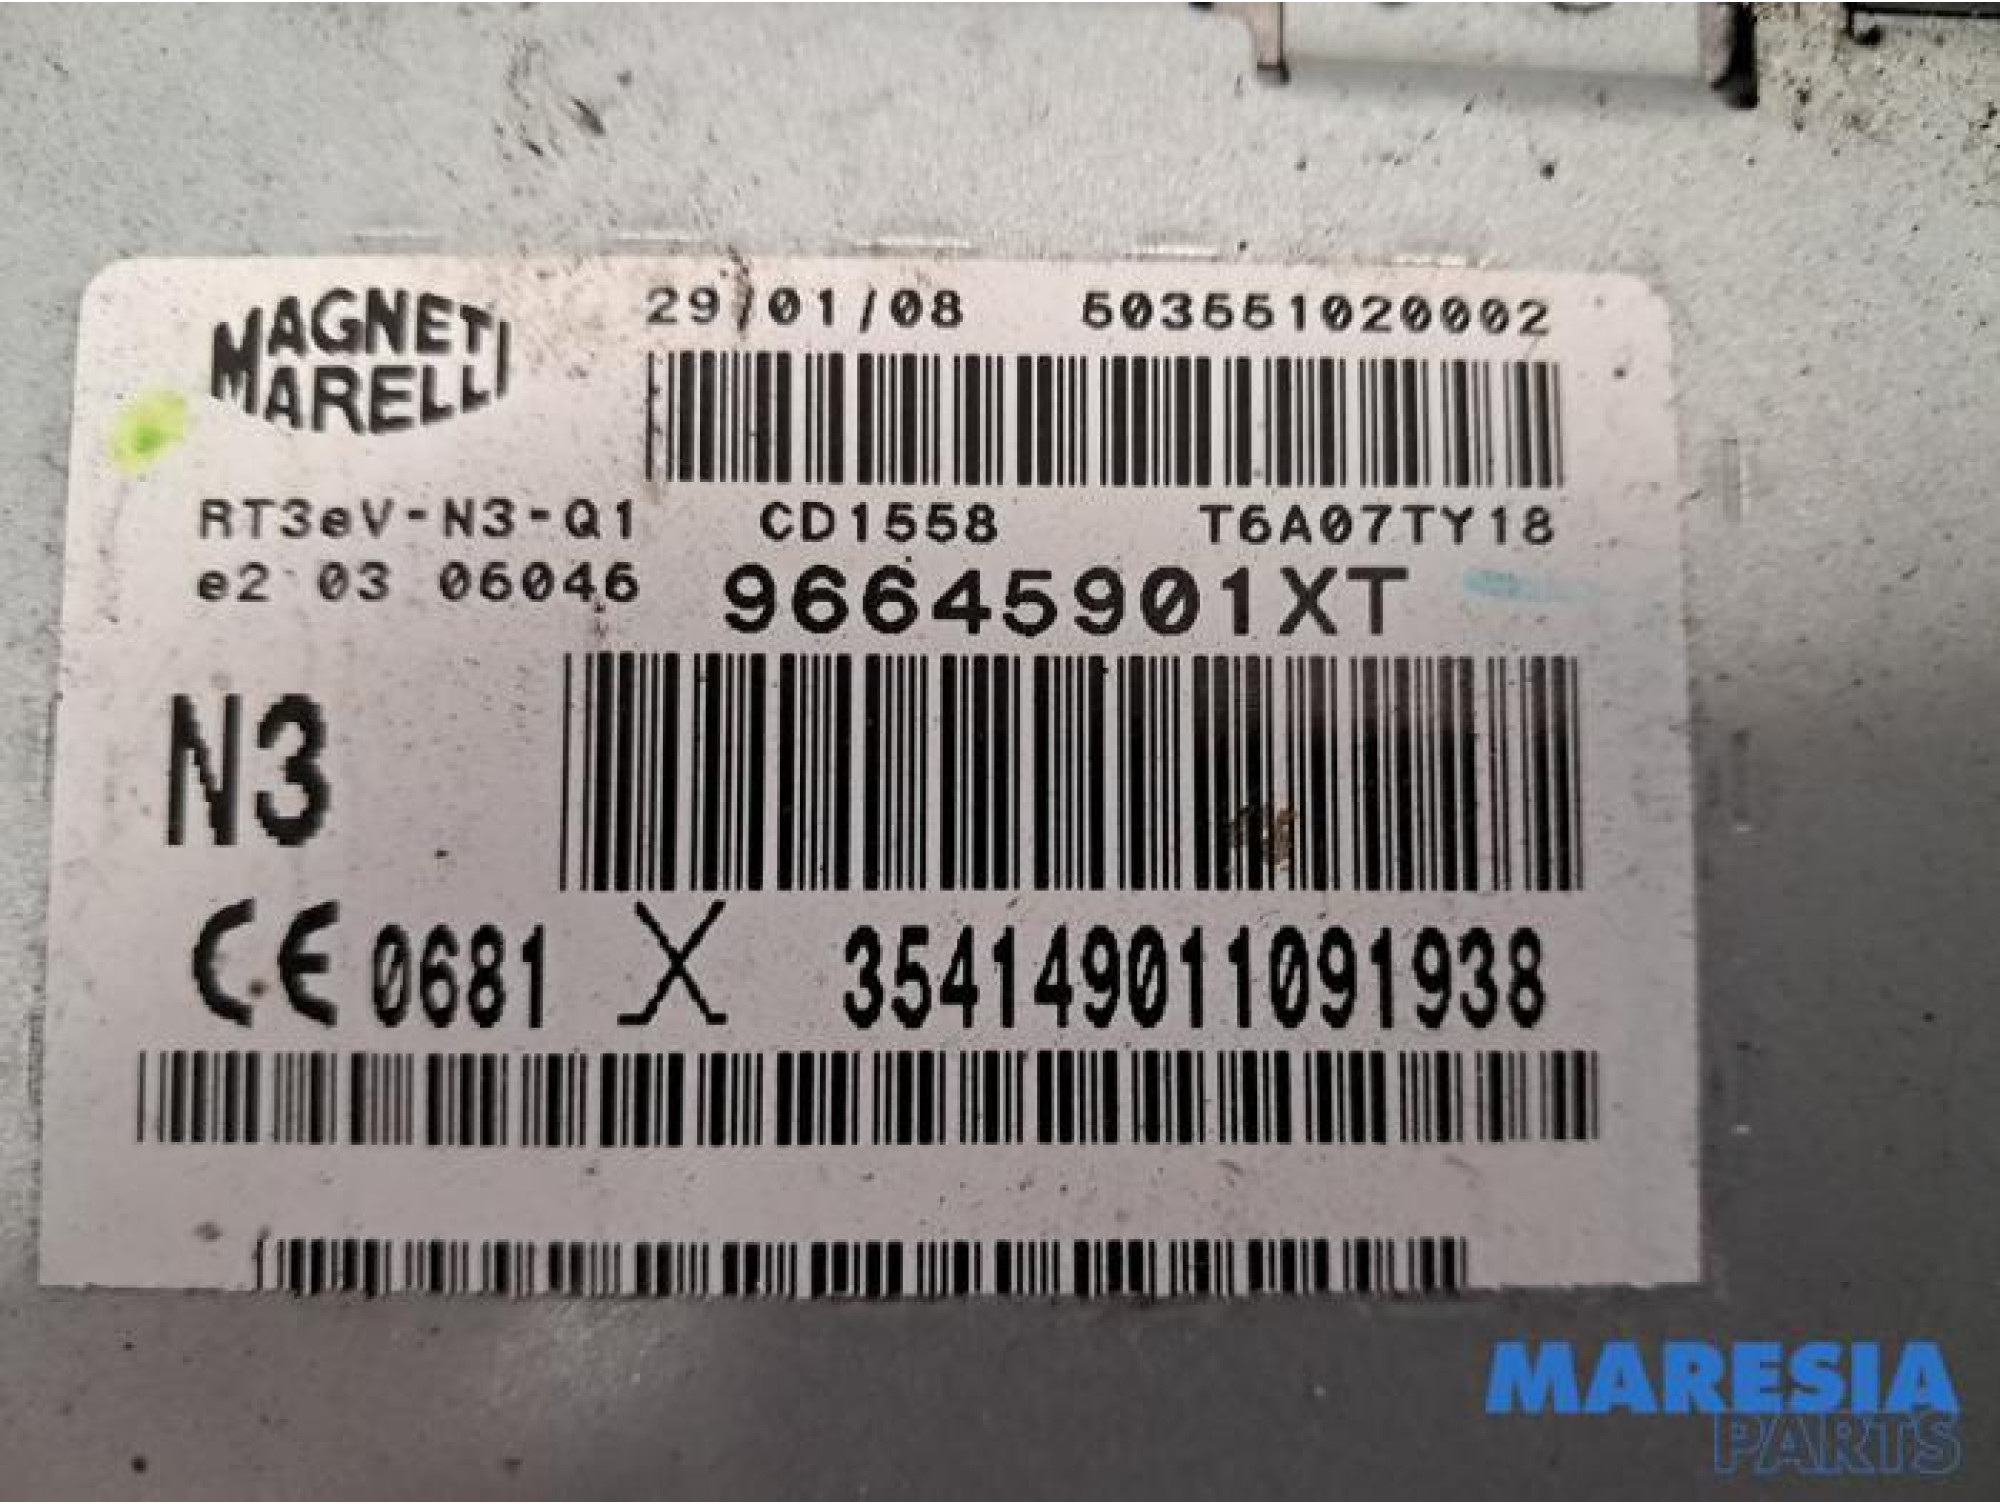 MAGNETI
MARELLI
29/01/08 503551020002
RT3eV-N3-Q1 CD1558 T6A07TY18
e2 03 06046 96645901XT
N3
CE 0681 354149011091938
MARESIA
PARTS